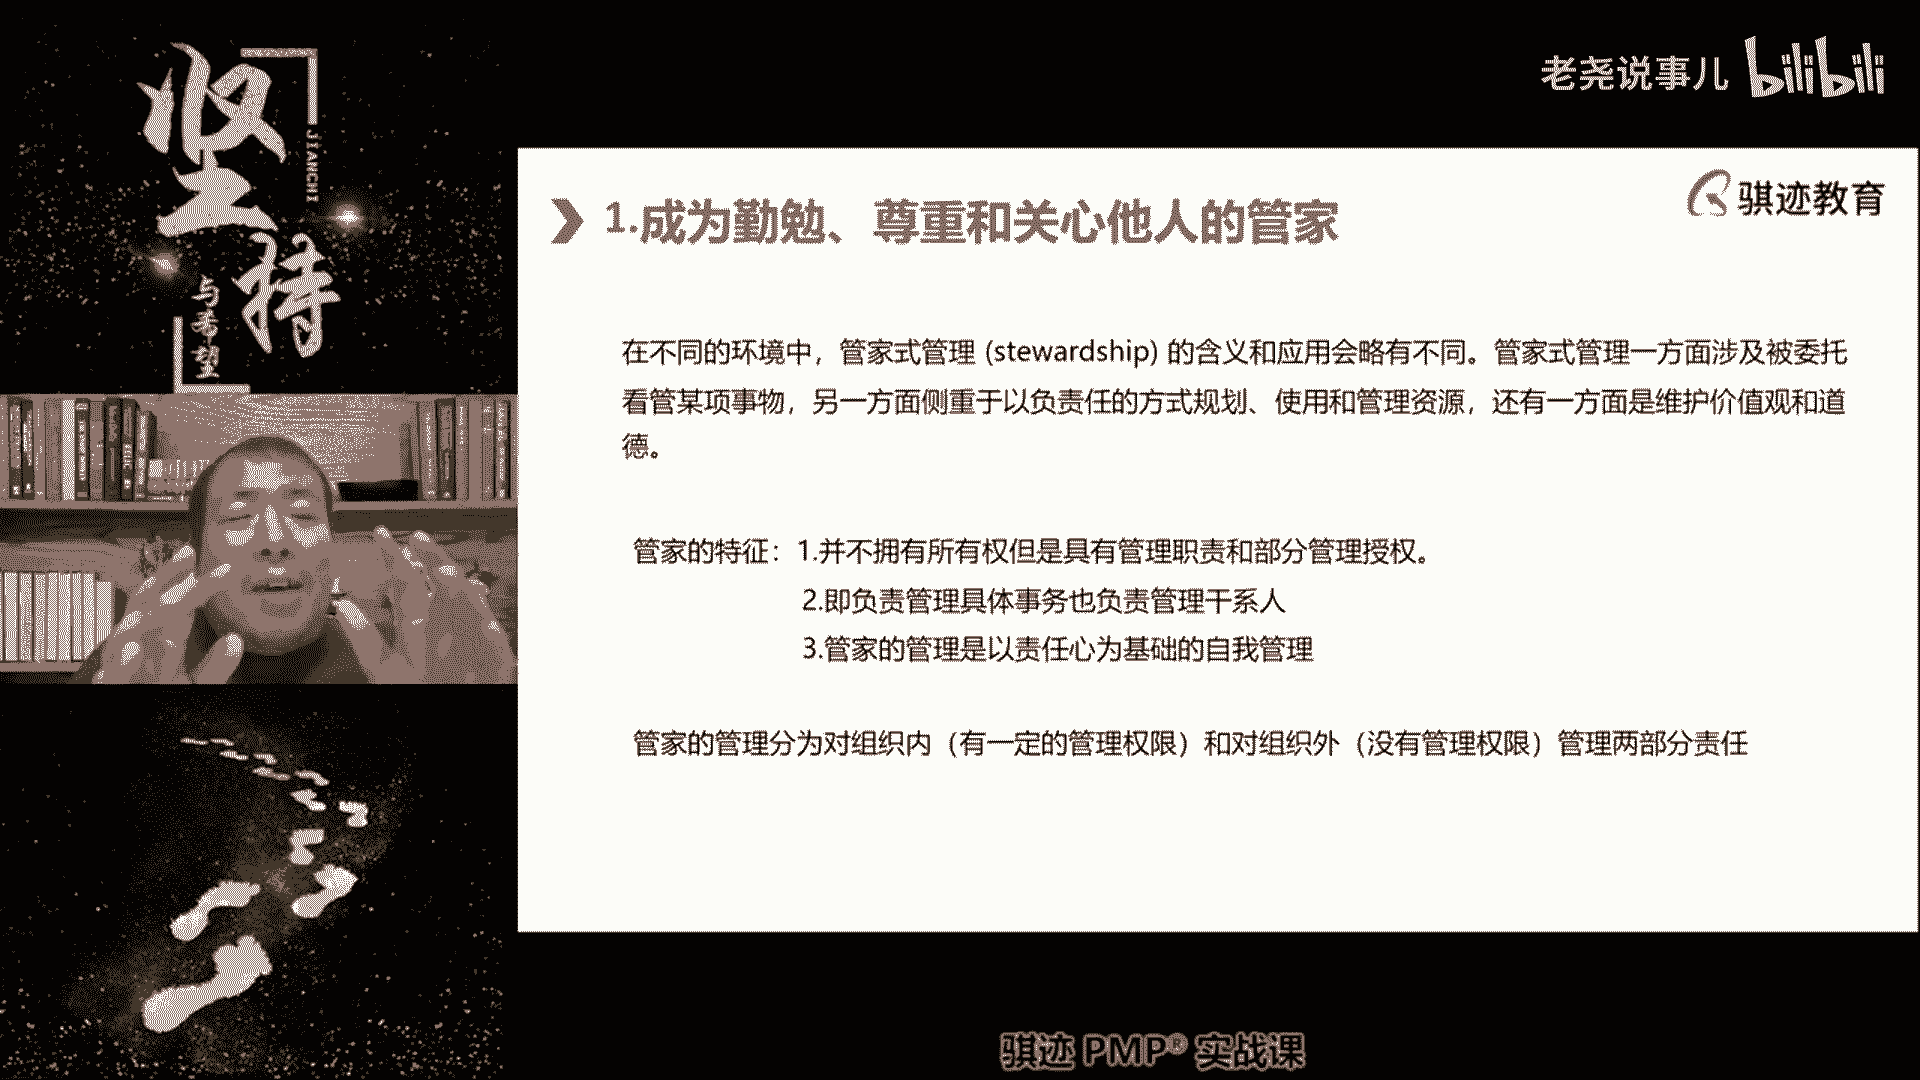 坚持
JIANCHI
与希望
老尧说事儿 bilibili
骐迹教育
1.成为勤勉、尊重和关心他人的管家
在不同的环境中，管家式管理 (stewardship) 的含义和应用会略有不同。管家式管理一方面涉及被委托
看管某项事物，另一方面侧重于以负责任的方式规划、使用和管理资源，还有一方面是维护价值观和道
德。
管家的特征：1.并不拥有所有权但是具有管理职责和部分管理授权。
2.即负责管理具体事务也负责管理干系人
3.管家的管理是以责任心为基础的自我管理
管家的管理分为对组织内（有一定的管理权限）和对组织外（没有管理权限）管理两部分责任
骐迹 PMP® 实战课